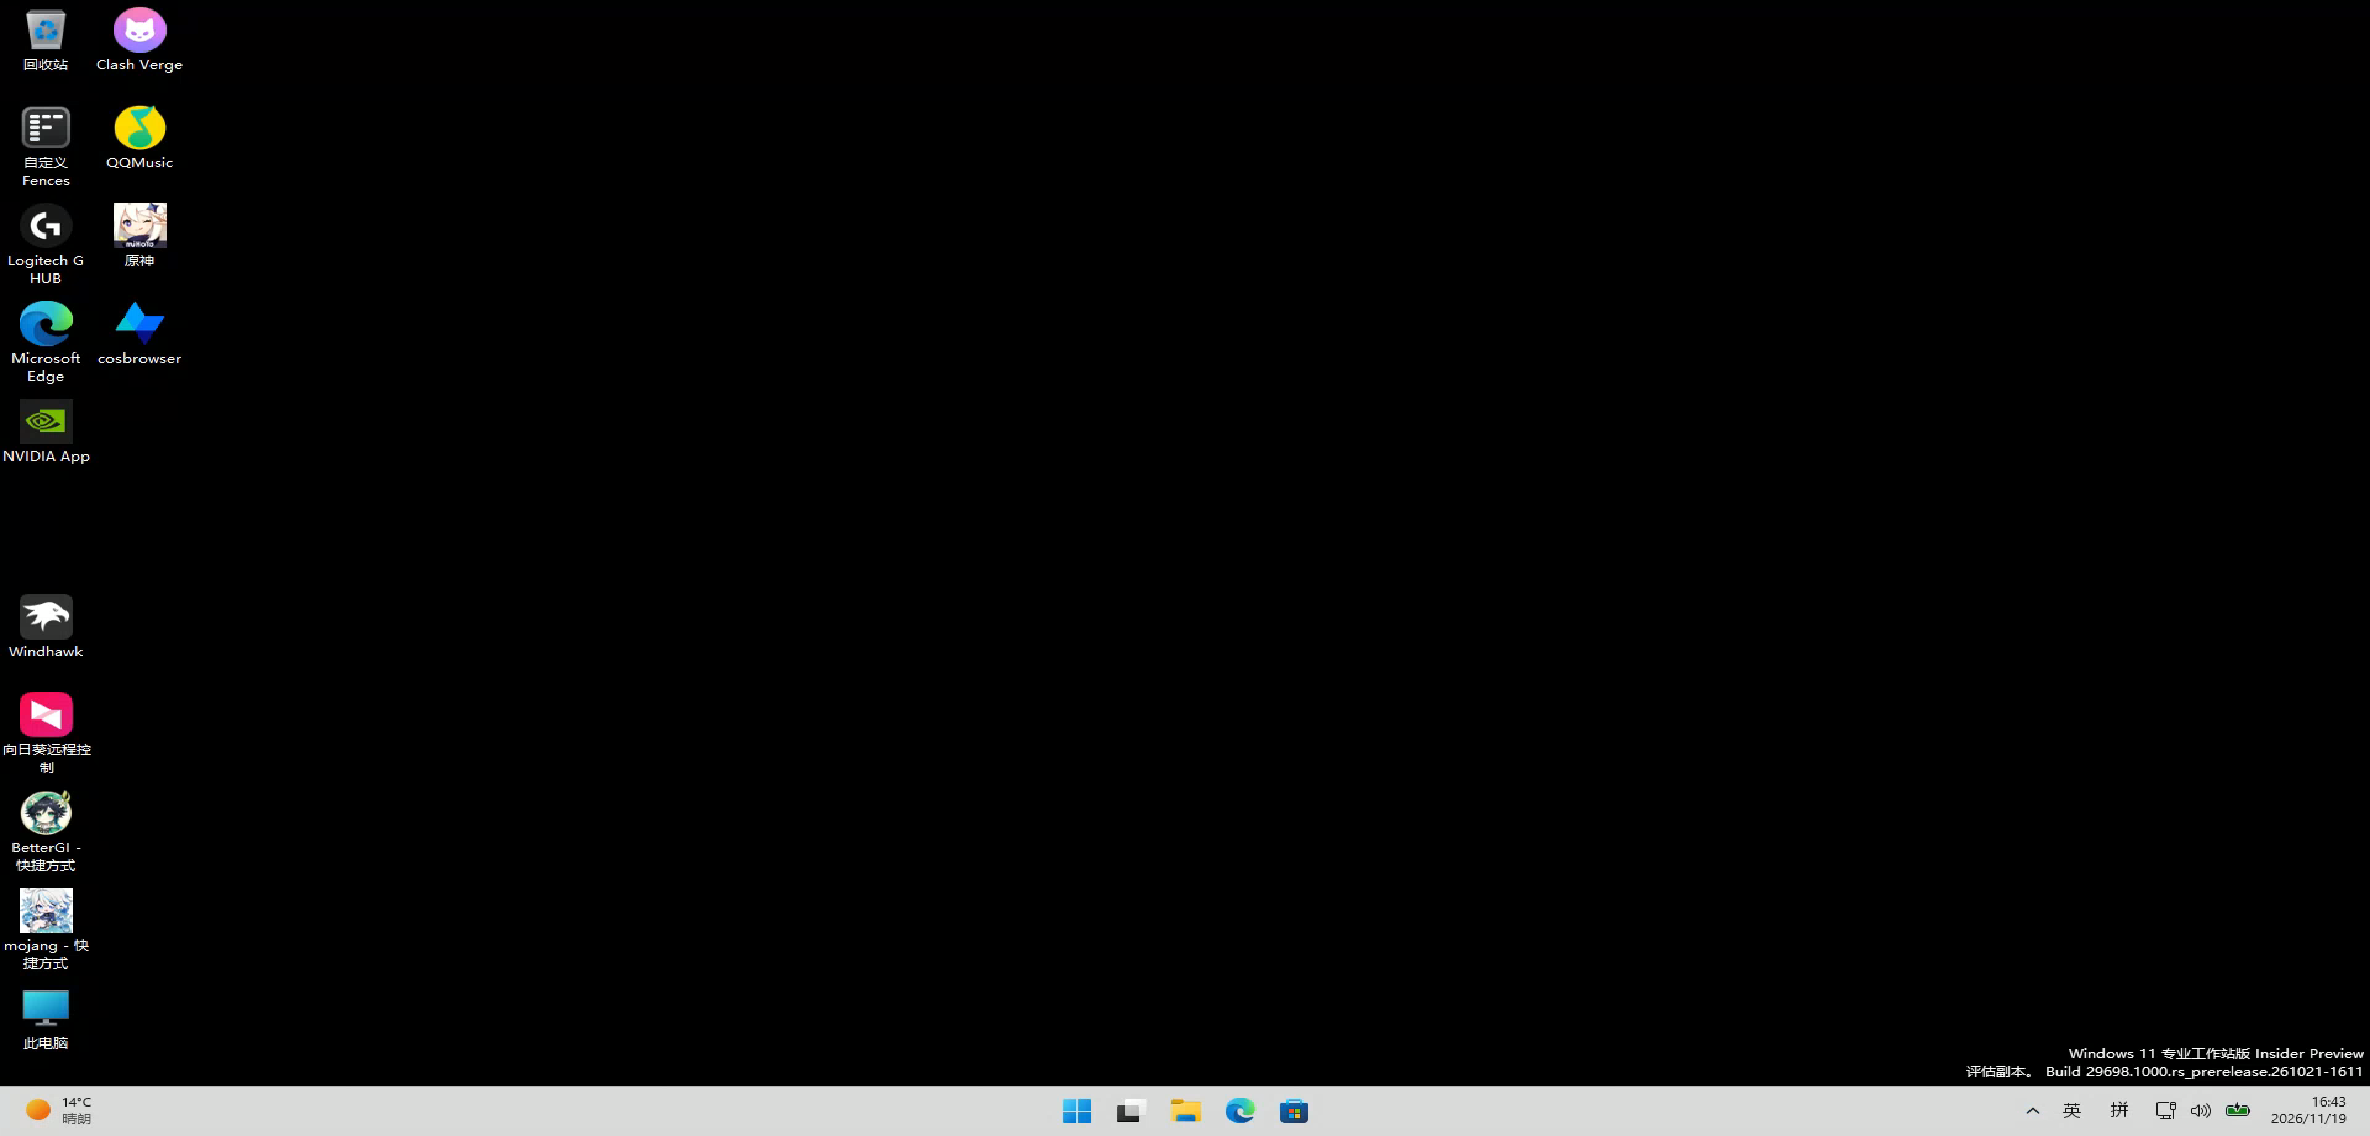 回收站
Clash Verge
自定义
Fences
QQMusic
Logitech G
HUB
miHoYo
原神
Microsoft
Edge
cosbrowser
NVIDIA App
Windhawk
向日葵远程控
制
BetterGI -
快捷方式
mojang - 快
捷方式
此电脑
Windows 11 专业工作站版 Insider Preview
评估副本。 Build 29698.1000.rs_prerelease.261021-1611
14°C
晴朗
英
拼
16:43
2026/11/19